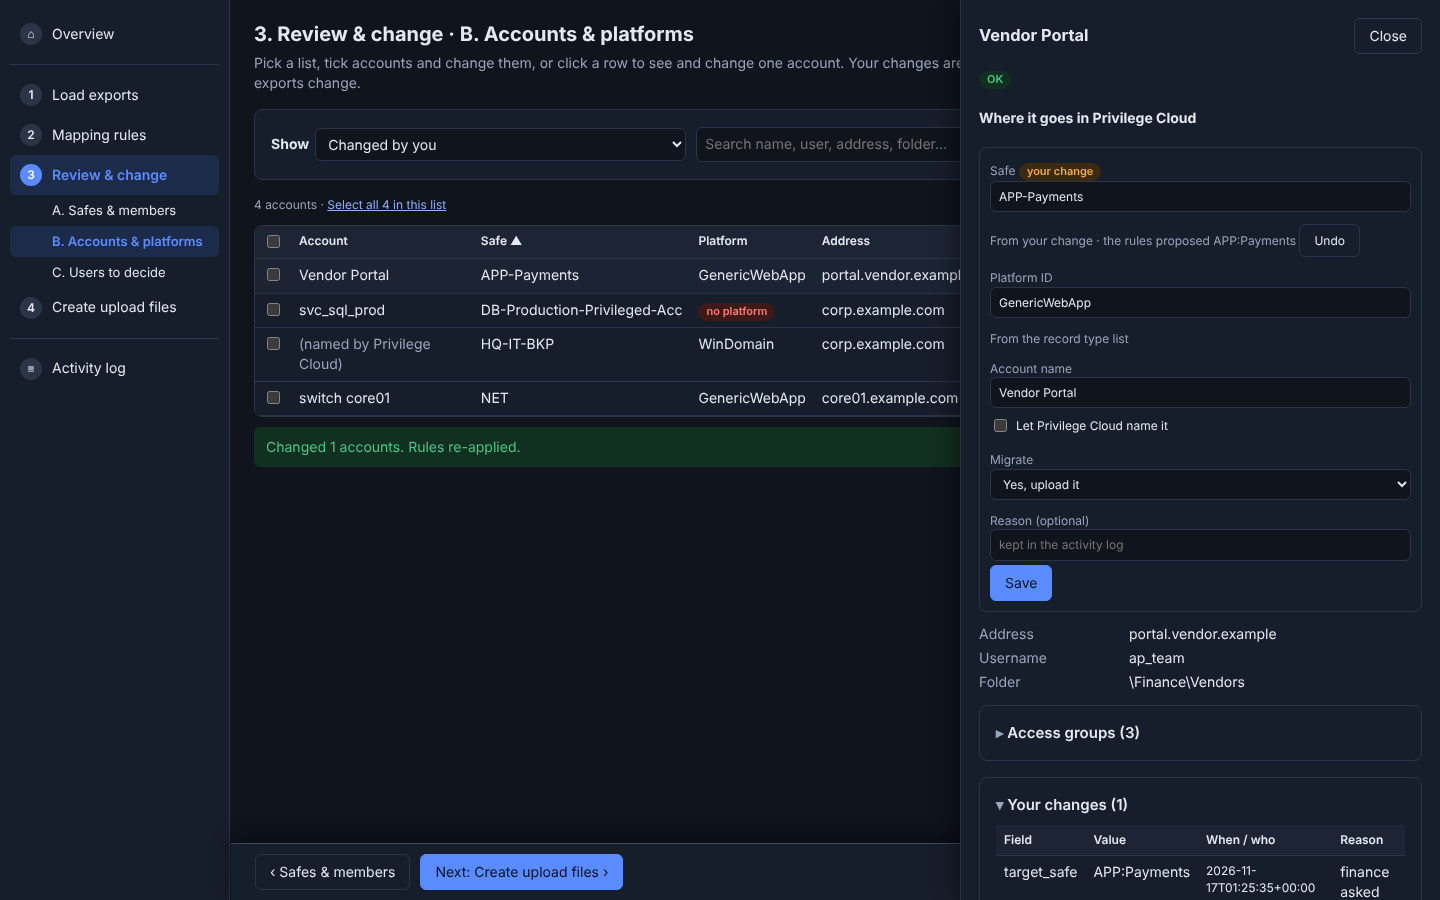 ⌂ Overview
1 Load exports
2 Mapping rules
3 Review & change
A. Safes & members
B. Accounts & platforms
C. Users to decide
4 Create upload files
≡ Activity log
3. Review & change · B. Accounts & platforms
Pick a list, tick accounts and change them, or click a row to see and change one account. Your changes are
exports change.
Show Changed by you Search name, user, address, folder...
4 accounts · Select all 4 in this list
Account Safe ▲ Platform Address
Vendor Portal APP-Payments GenericWebApp portal.vendor.exampl
svc_sql_prod DB-Production-Privileged-Acc no platform corp.example.com
(named by Privilege
Cloud) HQ-IT-BKP WinDomain corp.example.com
switch core01 NET GenericWebApp core01.example.com
Changed 1 accounts. Rules re-applied.
‹ Safes & members Next: Create upload files ›
Vendor Portal Close
OK
Where it goes in Privilege Cloud
Safe your change
APP-Payments
From your change · the rules proposed APP:Payments Undo
Platform ID
GenericWebApp
From the record type list
Account name
Vendor Portal
Let Privilege Cloud name it
Migrate
Yes, upload it
Reason (optional)
kept in the activity log
Save
Address portal.vendor.example
Username ap_team
Folder \Finance\Vendors
▸ Access groups (3)
▾ Your changes (1)
Field Value When / who Reason
target_safe APP:Payments 2026-11-
17T01:25:35+00:00 finance
asked